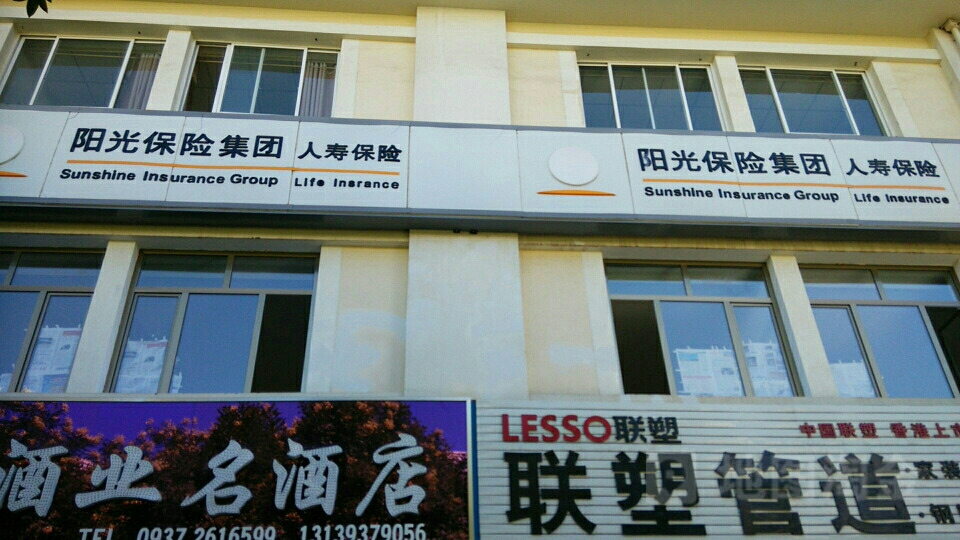 阳光保险集团 人寿保险
Sunshine Insurance Group Life Insrance
阳光保险集团 人寿保险
Sunshine Insurance Group Life Insurance
酒业名酒店
TEL 0937 2616599 13139379056
LESSO联塑 中国联塑 香港上市
联塑管道·家装
·钢